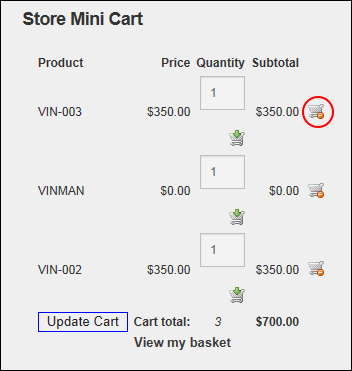 Store Mini Cart
Product Price Quantity Subtotal
1
VIN-003 $350.00 $350.00
1
VINMAN $0.00 $0.00
1
VIN-002 $350.00 $350.00
Update Cart Cart total: 3 $700.00
View my basket